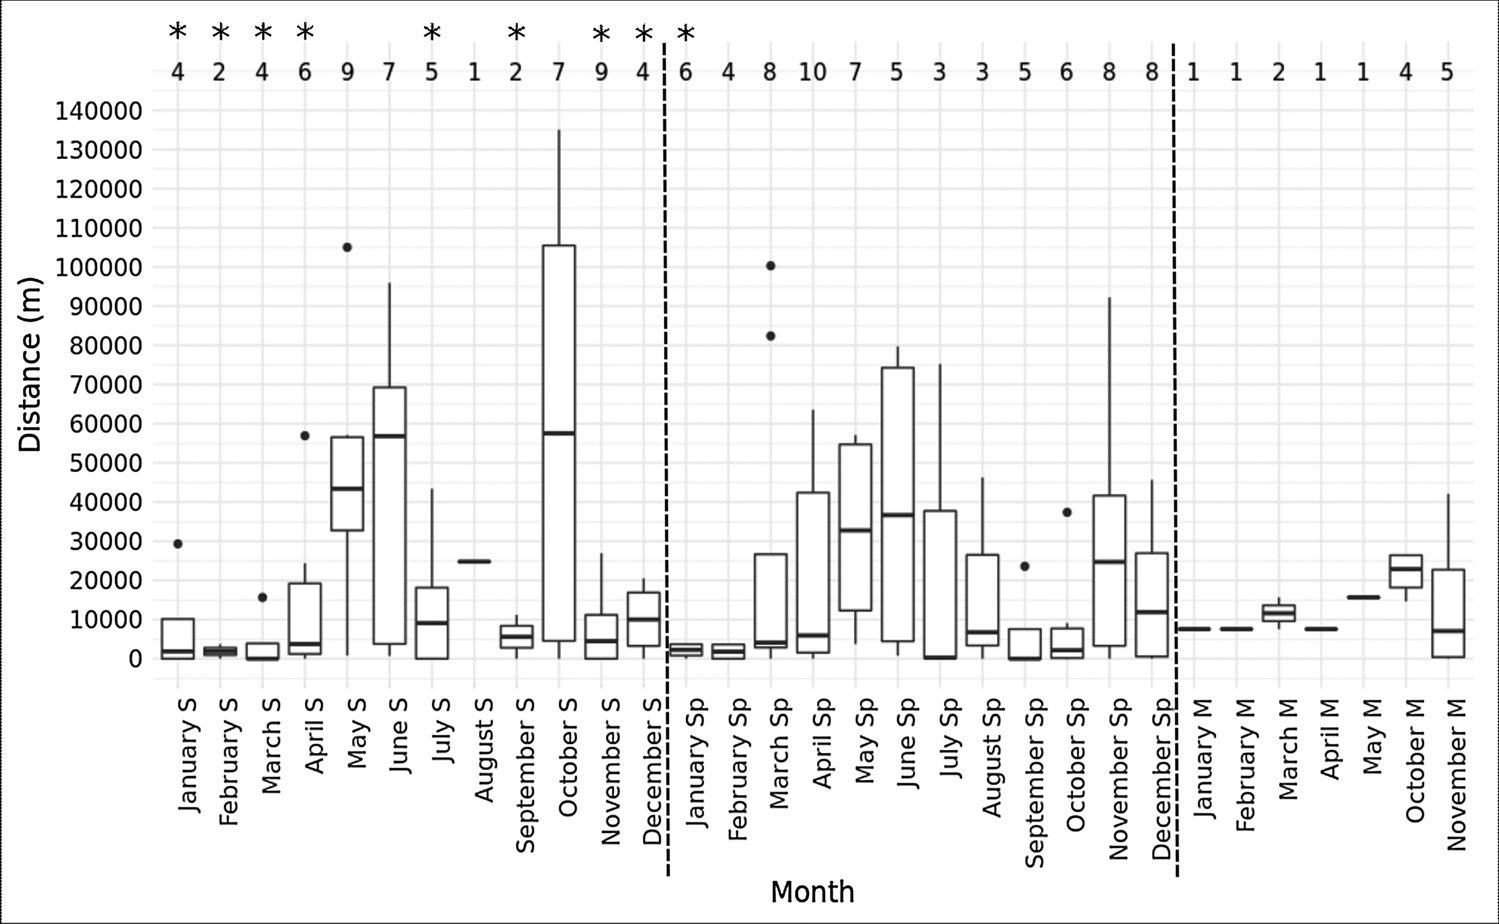 * * * * * * * * *
4 2 4 6 9 7 5 1 2 7 9 4 6 4 8 10 7 5 3 3 5 6 8 8 1 1 2 1 1 4 5
140000
130000
120000
110000
100000
90000
80000
70000
60000
50000
40000
30000
20000
10000
0
Distance (m)
January S
February S
March S
April S
May S
June S
July S
August S
September S
October S
November S
December S
January Sp
February Sp
March Sp
April Sp
May Sp
June Sp
July Sp
August Sp
September Sp
October Sp
November Sp
December Sp
January M
February M
March M
April M
May M
October M
November M
Month